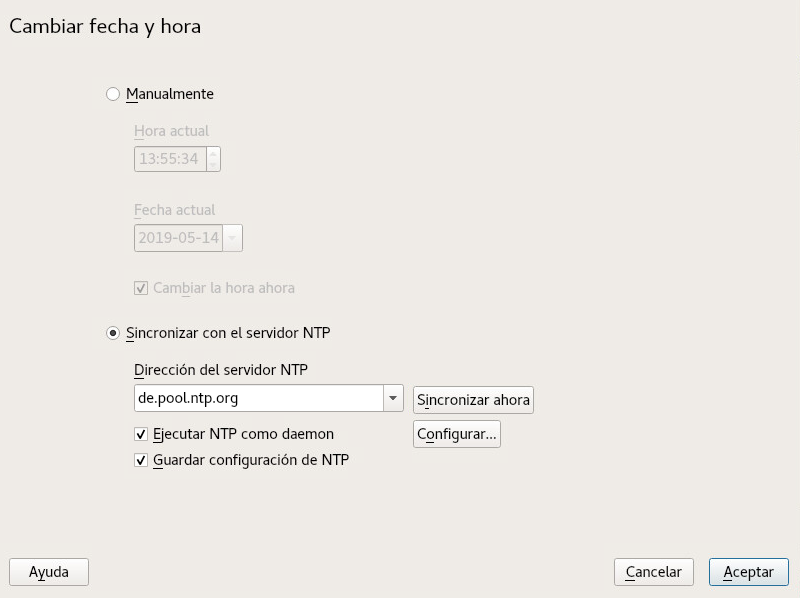 Cambiar fecha y hora
Manualmente
Hora actual
13:55:34
Fecha actual
2019-05-14
Cambiar la hora ahora
Sincronizar con el servidor NTP
Dirección del servidor NTP
de.pool.ntp.org
Sincronizar ahora
Ejecutar NTP como daemon
Configurar...
Guardar configuración de NTP
Ayuda
Cancelar
Aceptar